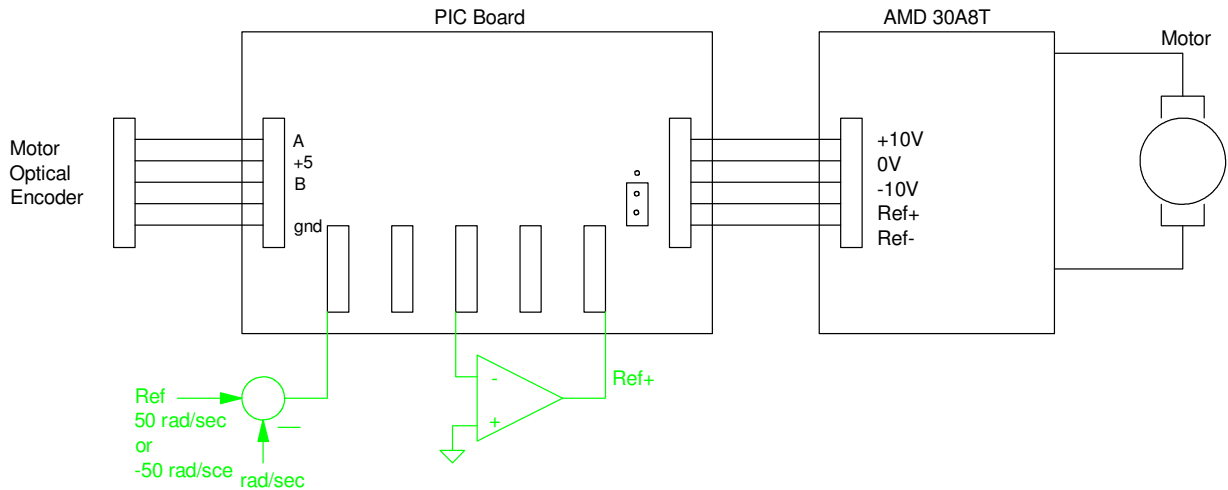 PIC Board
AMD 30A8T
Motor
Motor
Optical
Encoder
A
+5
B
gnd
+10V
0V
-10V
Ref+
Ref-
Ref
50 rad/sec
or
-50 rad/sce
rad/sec
-
+
Ref+